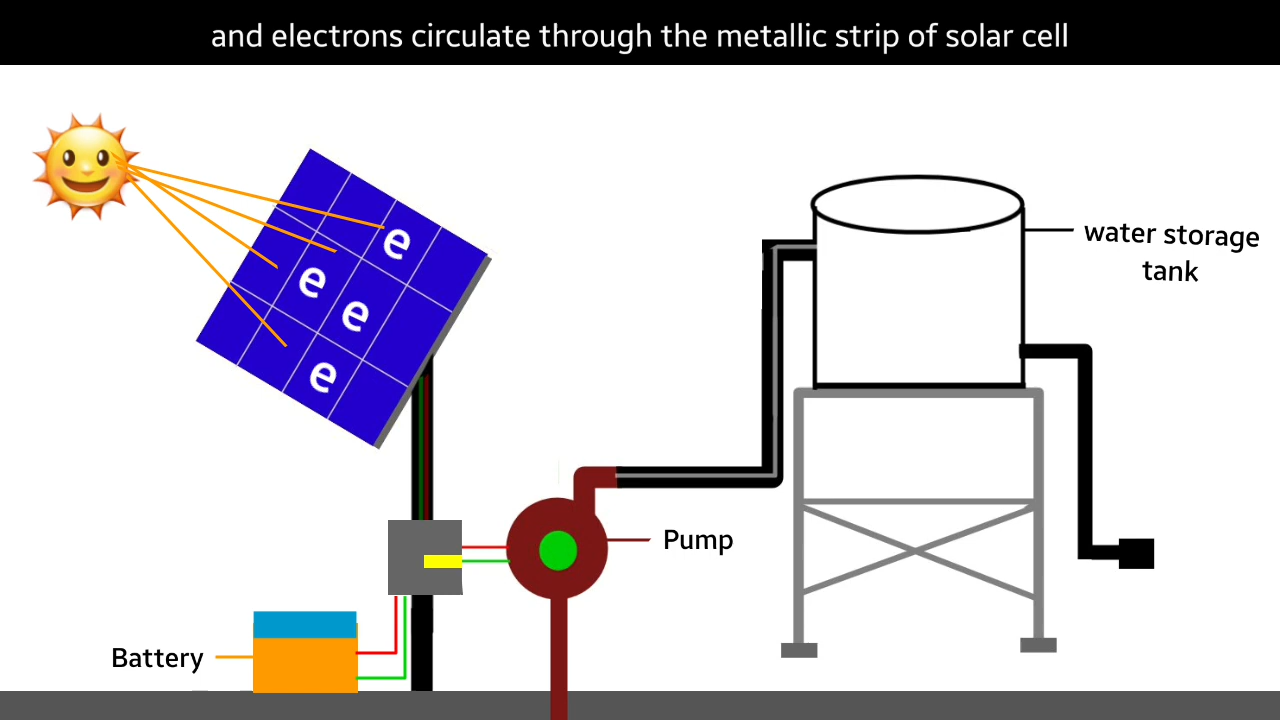 and electrons circulate through the metallic strip of solar cell
e
e
e
e
water storage
tank
Pump
Battery